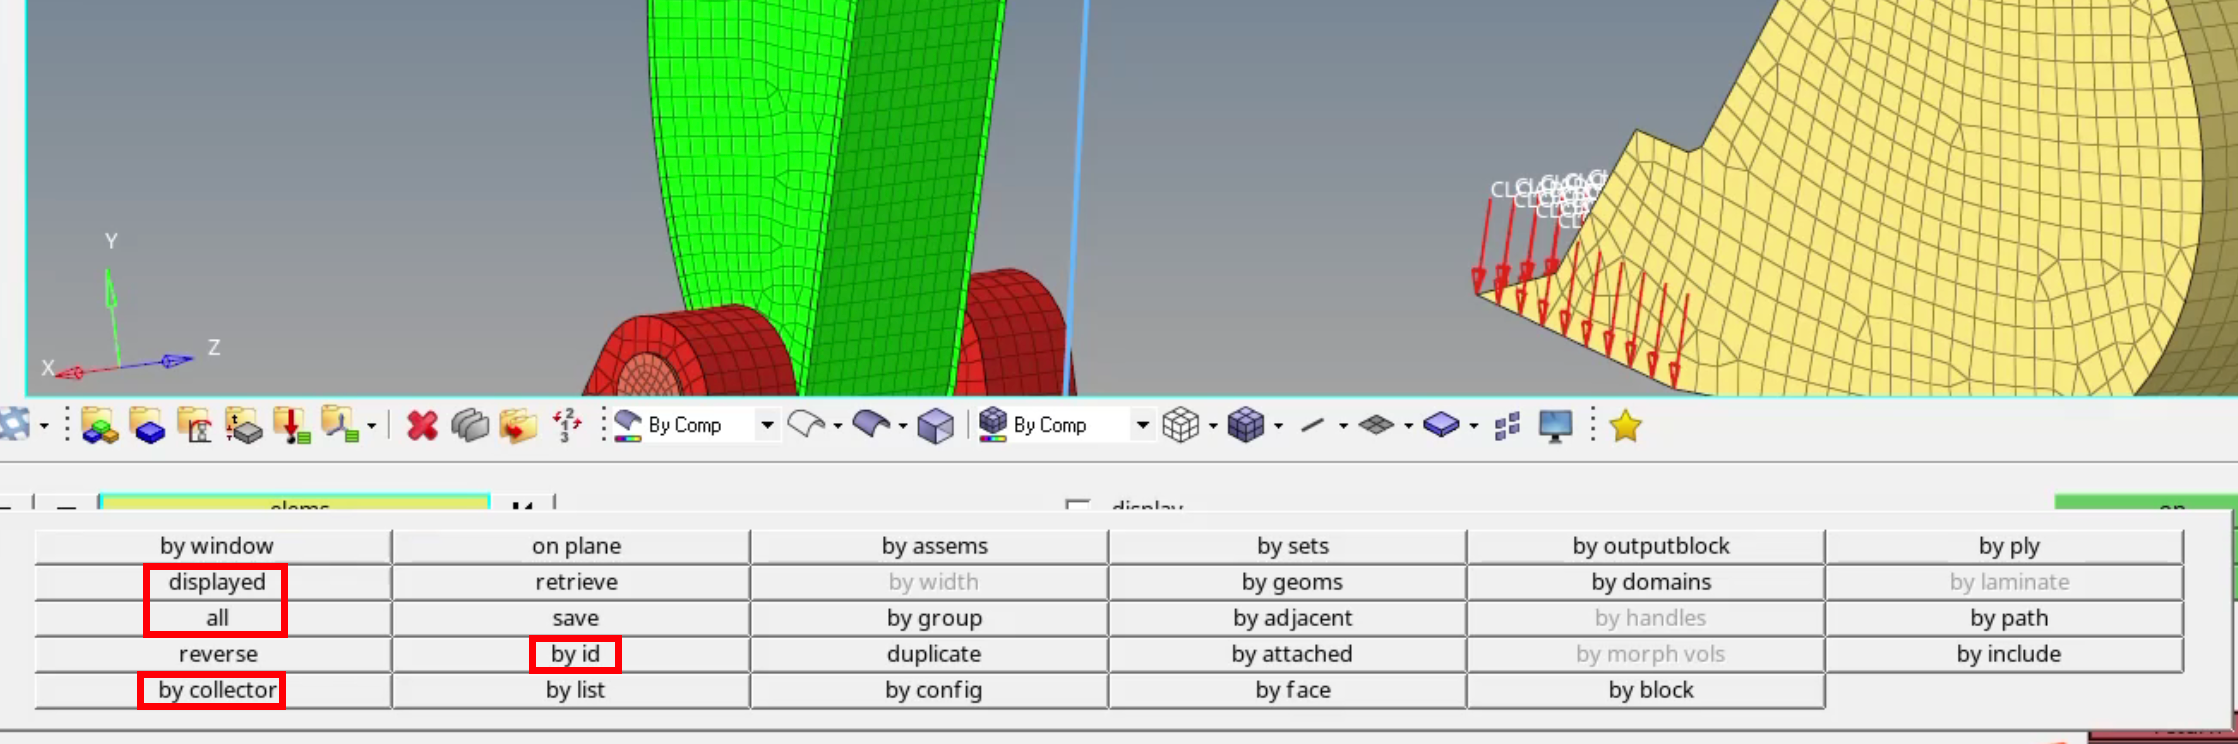 Y
Z
X
By Comp By Comp
elems display
by window on plane by assems by sets by outputblock by ply
displayed retrieve by width by geoms by domains by laminate
all save by group by adjacent by handles by path
reverse by id duplicate by attached by morph vols by include
by collector by list by config by face by block